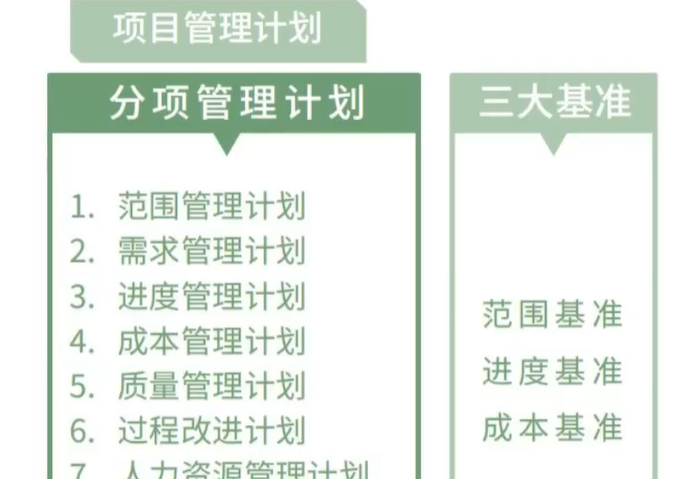 项目管理计划
分项管理计划
1. 范围管理计划
2. 需求管理计划
3. 进度管理计划
4. 成本管理计划
5. 质量管理计划
6. 过程改进计划
7. 人力资源管理计划
三大基准
范围基准
进度基准
成本基准